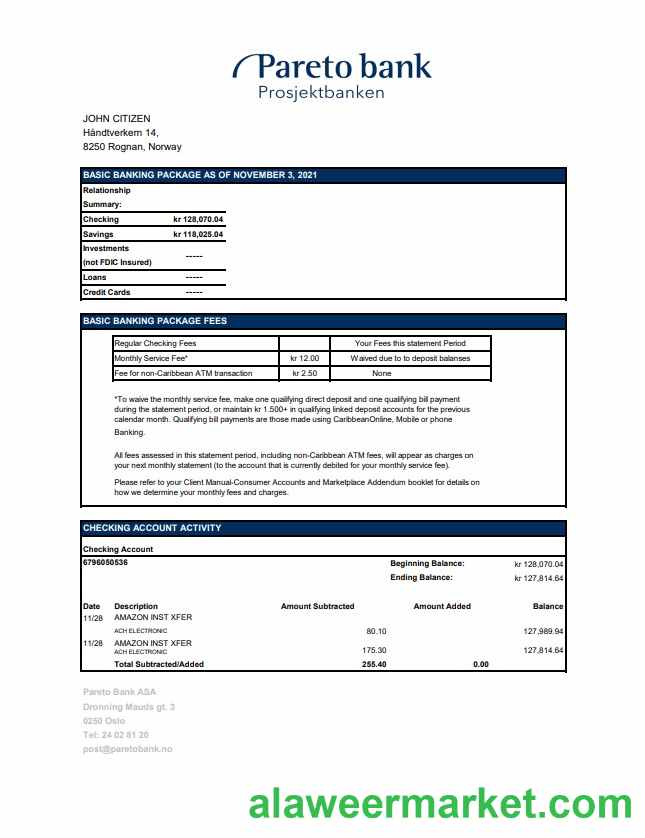 Pareto bank
Prosjektbanken
JOHN CITIZEN
Håndtverkern 14,
8250 Rognan, Norway
BASIC BANKING PACKAGE AS OF NOVEMBER 3, 2021
Relationship
Summary:
Checking kr 128,070.04
Savings kr 118,025.04
Investments
(not FDIC Insured) -----
Loans -----
Credit Cards -----
BASIC BANKING PACKAGE FEES
Regular Checking Fees Your Fees this statement Period
Monthly Service Fee* kr 12.00 Waived due to to deposit balanses
Fee for non-Caribbean ATM transaction kr 2.50 None
*To waive the monthly service fee, make one qualifying direct deposit and one qualifying bill payment
during the statement period, or maintain kr 1.500+ in qualifying linked deposit accounts for the previous
calendar month. Qualifying bill payments are those made using CaribbeanOnline, Mobile or phone
Banking.
All fees assessed in this statement period, including non-Caribbean ATM fees, will appear as charges on
your next monthly statement (to the account that is currently debited for your monthly service fee).
Please refer to your Client Manual-Consumer Accounts and Marketplace Addendum booklet for details on
how we determine your monthly fees and charges.
CHECKING ACCOUNT ACTIVITY
Checking Account
6796050536 Beginning Balance: kr 128,070.04
Ending Balance: kr 127,814.64
Date Description Amount Subtracted Amount Added Balance
11/28 AMAZON INST XFER
ACH ELECTRONIC 80.10 127,989.94
11/28 AMAZON INST XFER
ACH ELECTRONIC 175.30 127,814.64
Total Subtracted/Added 255.40 0.00
Pareto Bank ASA
Dronning Mauds gt. 3
0250 Oslo
Tel: 24 02 81 20
post@paretobank.no
alaweermarket.com